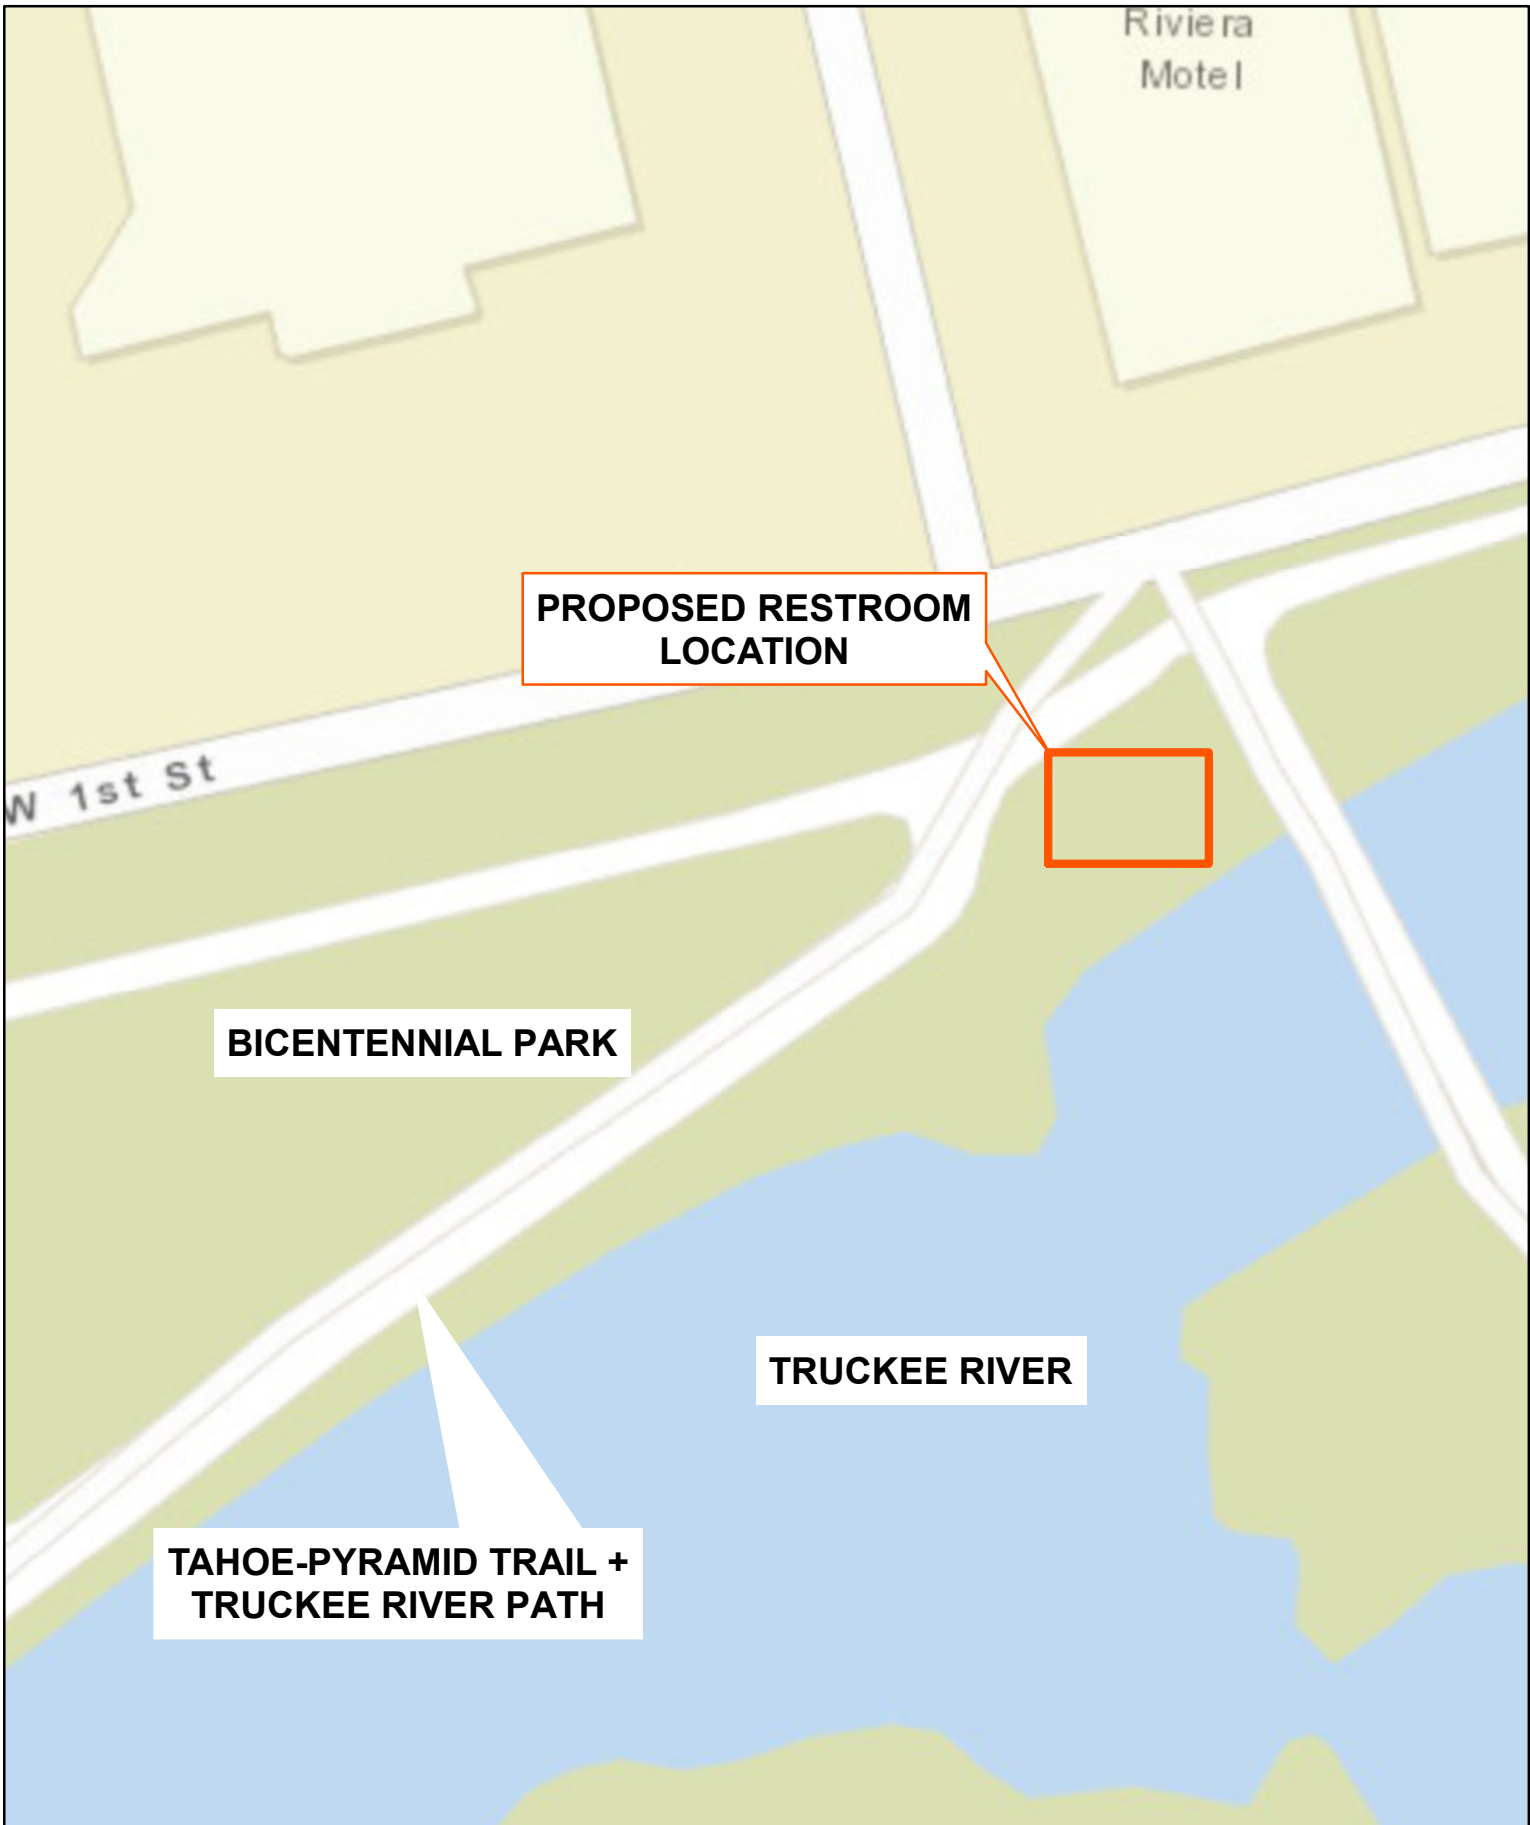 Riviera
Motel
PROPOSED RESTROOM
LOCATION
W 1st St
BICENTENNIAL PARK
TRUCKEE RIVER
TAHOE-PYRAMID TRAIL +
TRUCKEE RIVER PATH